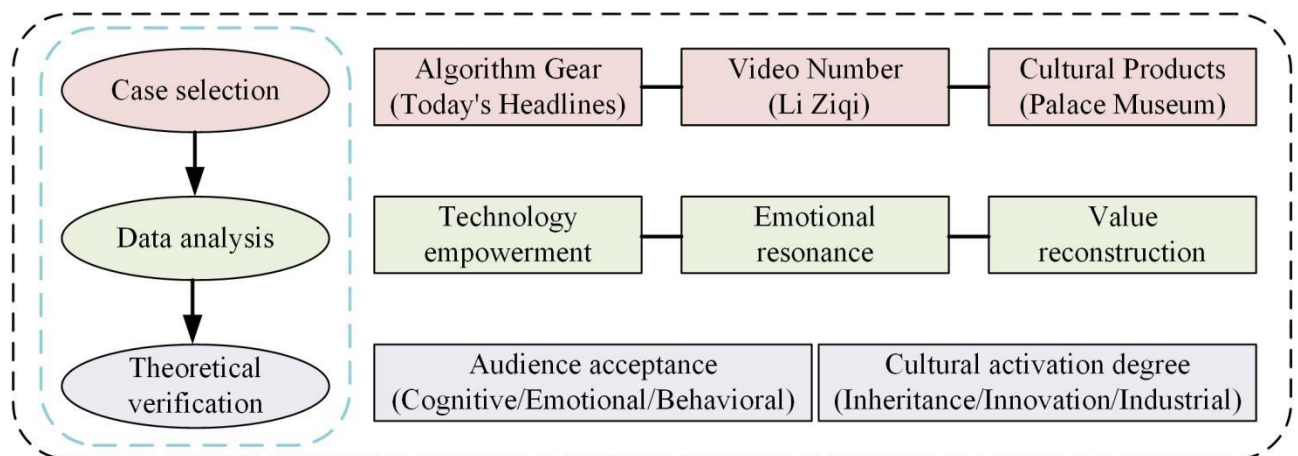 Case selection
Algorithm Gear
(Today's Headlines)
Video Number
(Li Ziqi)
Cultural Products
(Palace Museum)
Data analysis
Technology
empowerment
Emotional
resonance
Value
reconstruction
Theoretical
verification
Audience acceptance
(Cognitive/Emotional/Behavioral)
Cultural activation degree
(Inheritance/Innovation/Industrial)